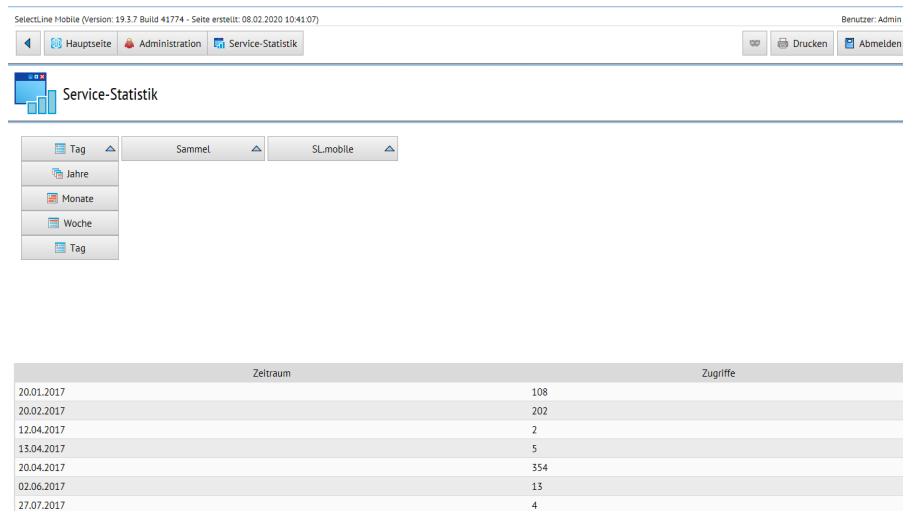 SelectLine Mobile (Version: 19.3.7 Build 41774 - Seite erstellt: 08.02.2020 10:41:07) Benutzer: Admin
Hauptseite Administration Service-Statistik Drucken Abmelden
Service-Statistik
Tag Sammel SL.mobile
Jahre
Monate
Woche
Tag
Zeitraum Zugriffe
20.01.2017 108
20.02.2017 202
12.04.2017 2
13.04.2017 5
20.04.2017 354
02.06.2017 13
27.07.2017 4